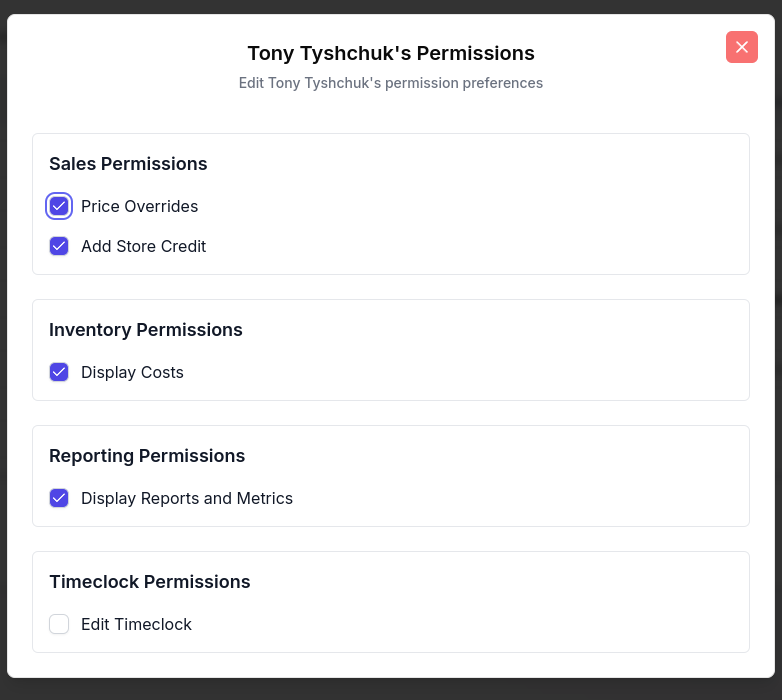 Tony Tyshchuk's Permissions
Edit Tony Tyshchuk's permission preferences
Sales Permissions
Price Overrides
Add Store Credit
Inventory Permissions
Display Costs
Reporting Permissions
Display Reports and Metrics
Timeclock Permissions
Edit Timeclock